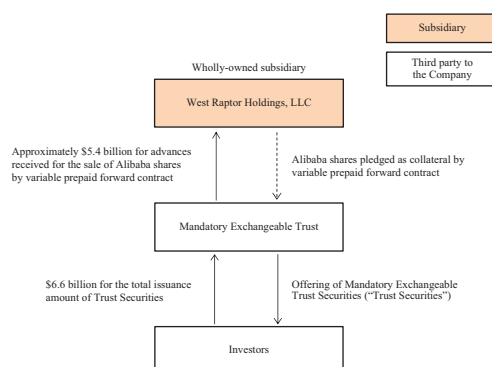 Subsidiary
Third party to
the Company
Wholly-owned subsidiary
West Raptor Holdings, LLC
Approximately $5.4 billion for advances
received for the sale of Alibaba shares
by variable prepaid forward contract
Alibaba shares pledged as collateral by
variable prepaid forward contract
Mandatory Exchangeable Trust
$6.6 billion for the total issuance
amount of Trust Securities
Offering of Mandatory Exchangeable
Trust Securities (“Trust Securities”)
Investors